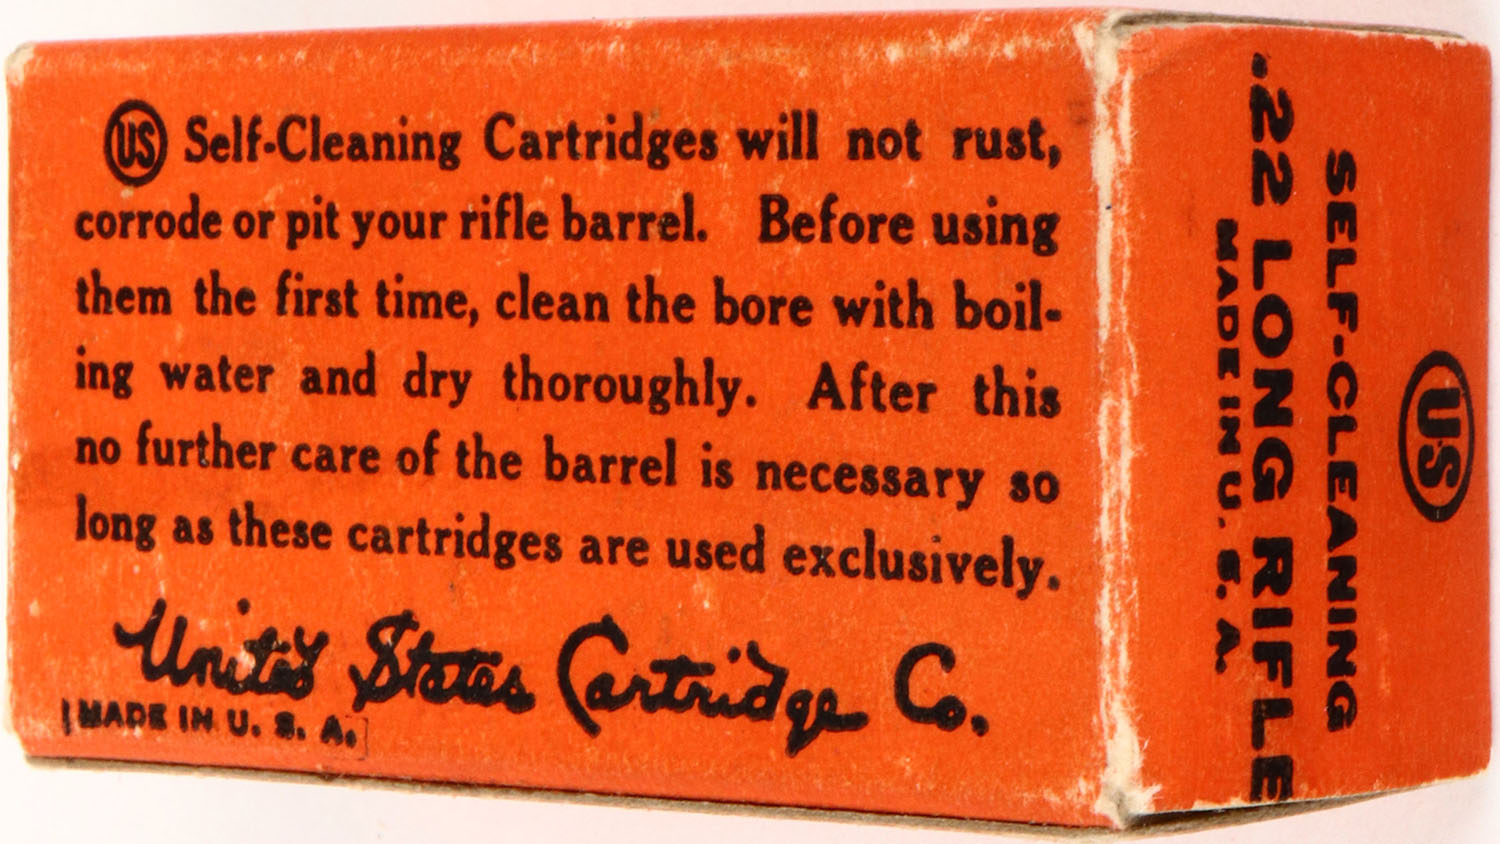 US Self-Cleaning Cartridges will not rust,
corrode or pit your rifle barrel. Before using
them the first time, clean the bore with boil-
ing water and dry thoroughly. After this
no further care of the barrel is necessary so
long as these cartridges are used exclusively.
United States Cartridge Co.
MADE IN U. S. A.
US
SELF-CLEANING
.22 LONG RIFLE
MADE IN U. S. A.